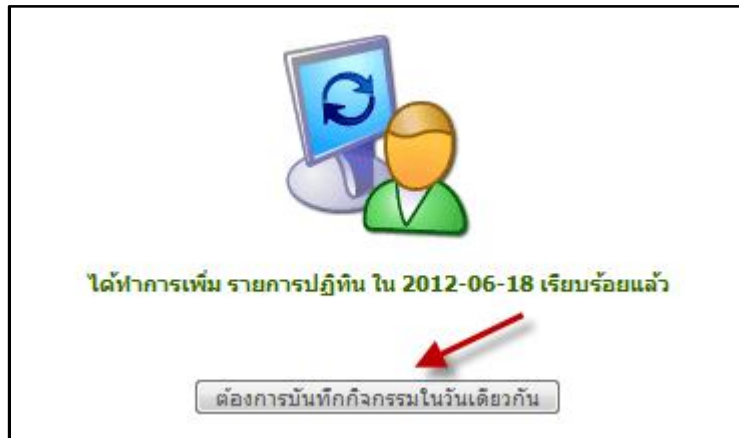 ได้ทำการเพิ่ม รายการปฏิทิน ใน 2012-06-18 เรียบร้อยแล้ว
ต้องการบันทึกกิจกรรมในวันเดียวกัน